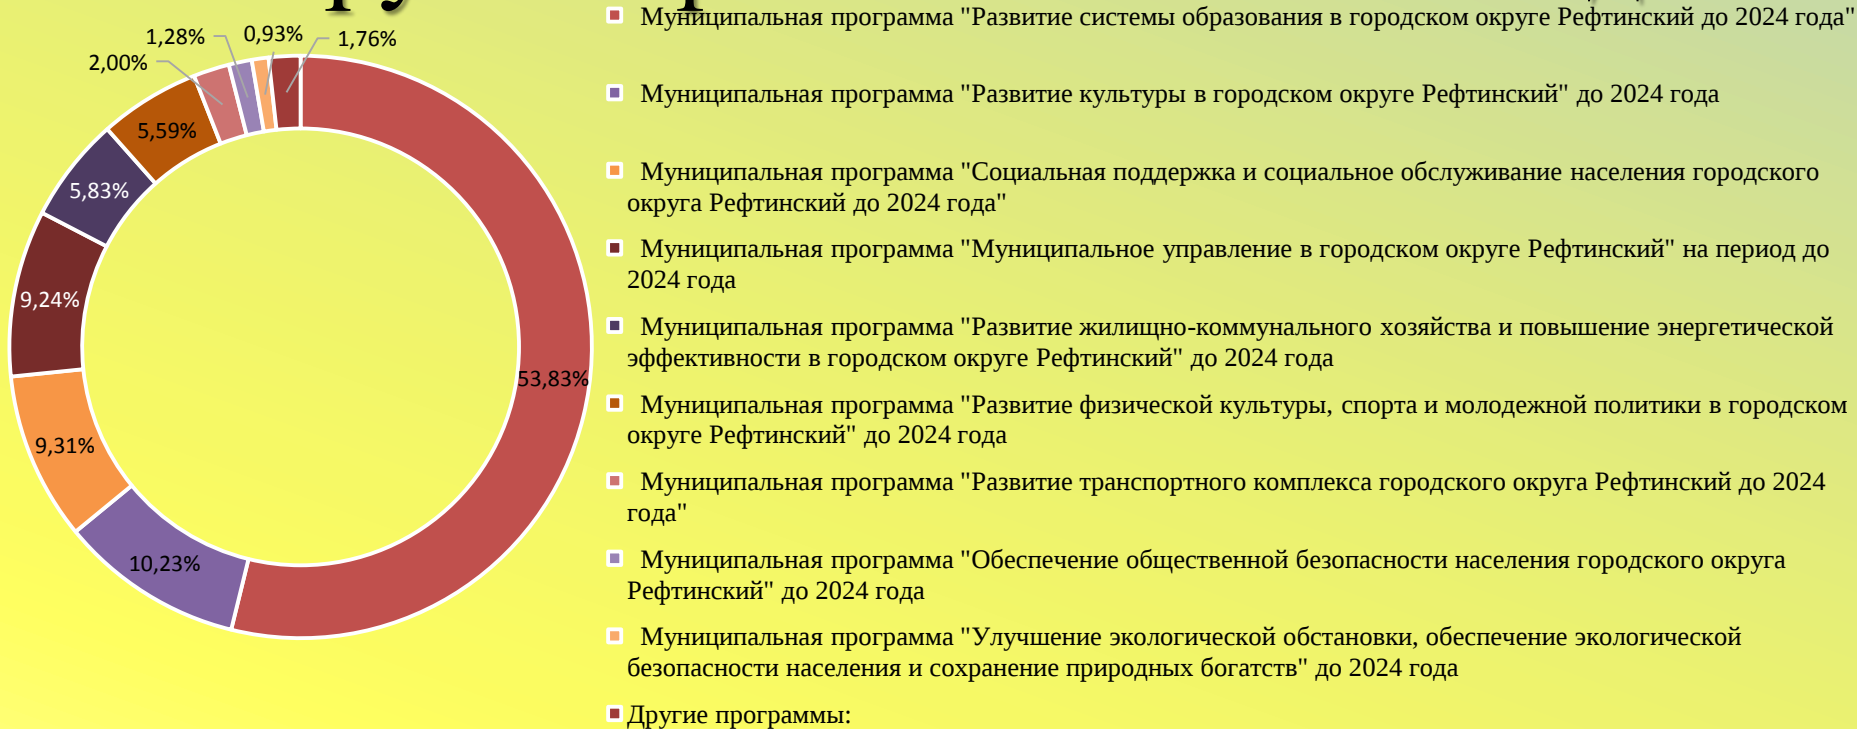 1,28%
0,93%
1,76%
2,00%
5,59%
5,83%
9,24%
53,83%
9,31%
10,23%
Муниципальная программа "Развитие системы образования в городском округе Рефтинский до 2024 года"
Муниципальная программа "Развитие культуры в городском округе Рефтинский" до 2024 года
Муниципальная программа "Социальная поддержка и социальное обслуживание населения городского
округа Рефтинский до 2024 года"
Муниципальная программа "Муниципальное управление в городском округе Рефтинский" на период до
2024 года
Муниципальная программа "Развитие жилищно-коммунального хозяйства и повышение энергетической
эффективности в городском округе Рефтинский" до 2024 года
Муниципальная программа "Развитие физической культуры, спорта и молодежной политики в городском
округе Рефтинский" до 2024 года
Муниципальная программа "Развитие транспортного комплекса городского округа Рефтинский до 2024
года"
Муниципальная программа "Обеспечение общественной безопасности населения городского округа
Рефтинский" до 2024 года
Муниципальная программа "Улучшение экологической обстановки, обеспечение экологической
безопасности населения и сохранение природных богатств" до 2024 года
Другие программы: